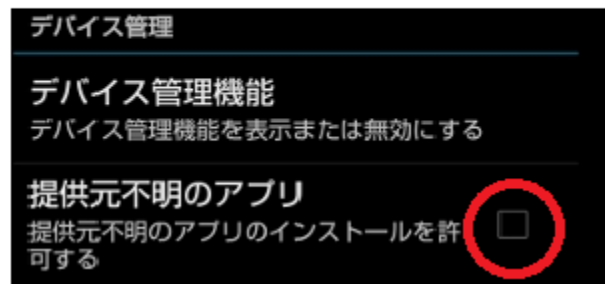 デバイス管理
デバイス管理機能
デバイス管理機能を表示または無効にする
提供元不明のアプリ
提供元不明のアプリのインストールを許
可する